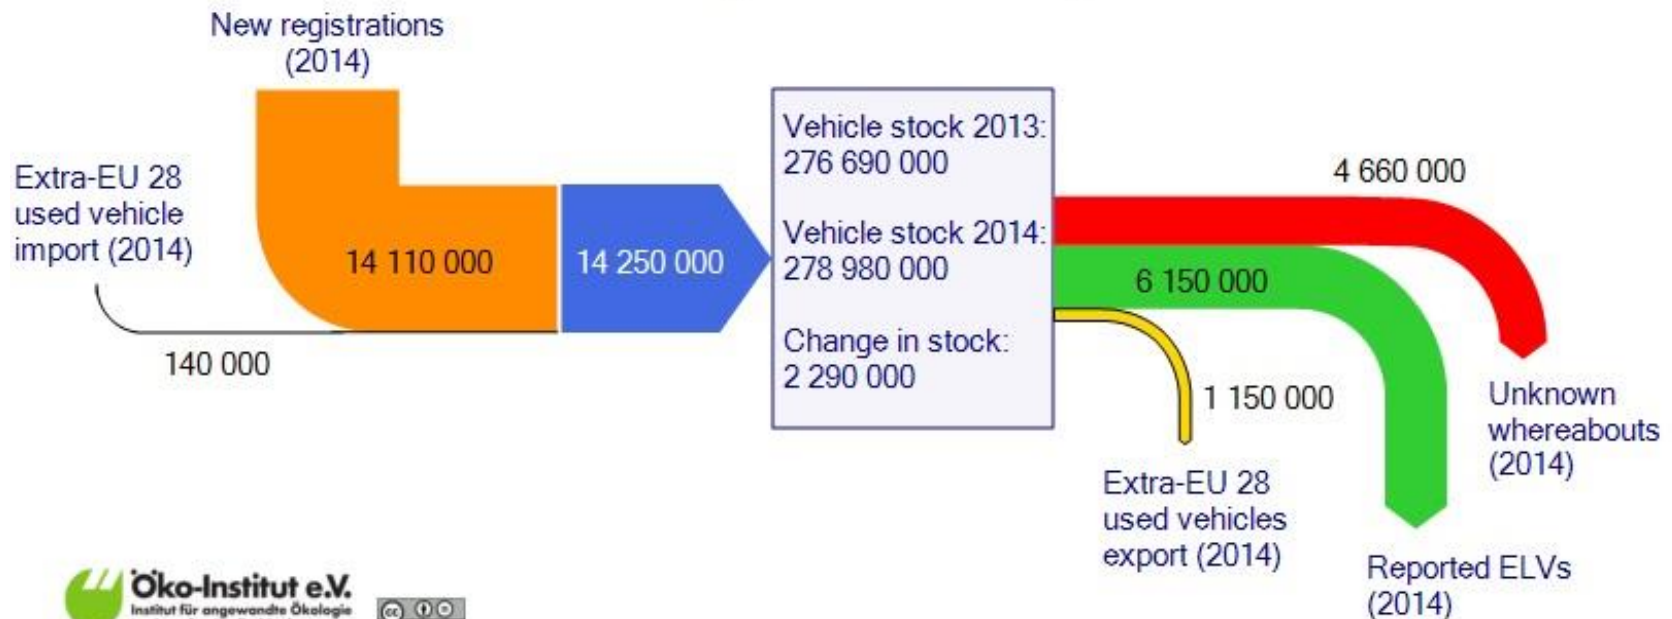 New registrations
(2014)
Extra-EU 28
used vehicle
import (2014)
14 110 000
14 250 000
140 000
Vehicle stock 2013:
276 690 000
Vehicle stock 2014:
278 980 000
Change in stock:
2 290 000
4 660 000
6 150 000
1 150 000
Unknown
whereabouts
(2014)
Extra-EU 28
used vehicles
export (2014)
Reported ELVs
(2014)
Öko-Institut e.V.
Institut für angewandte Ökologie
cc